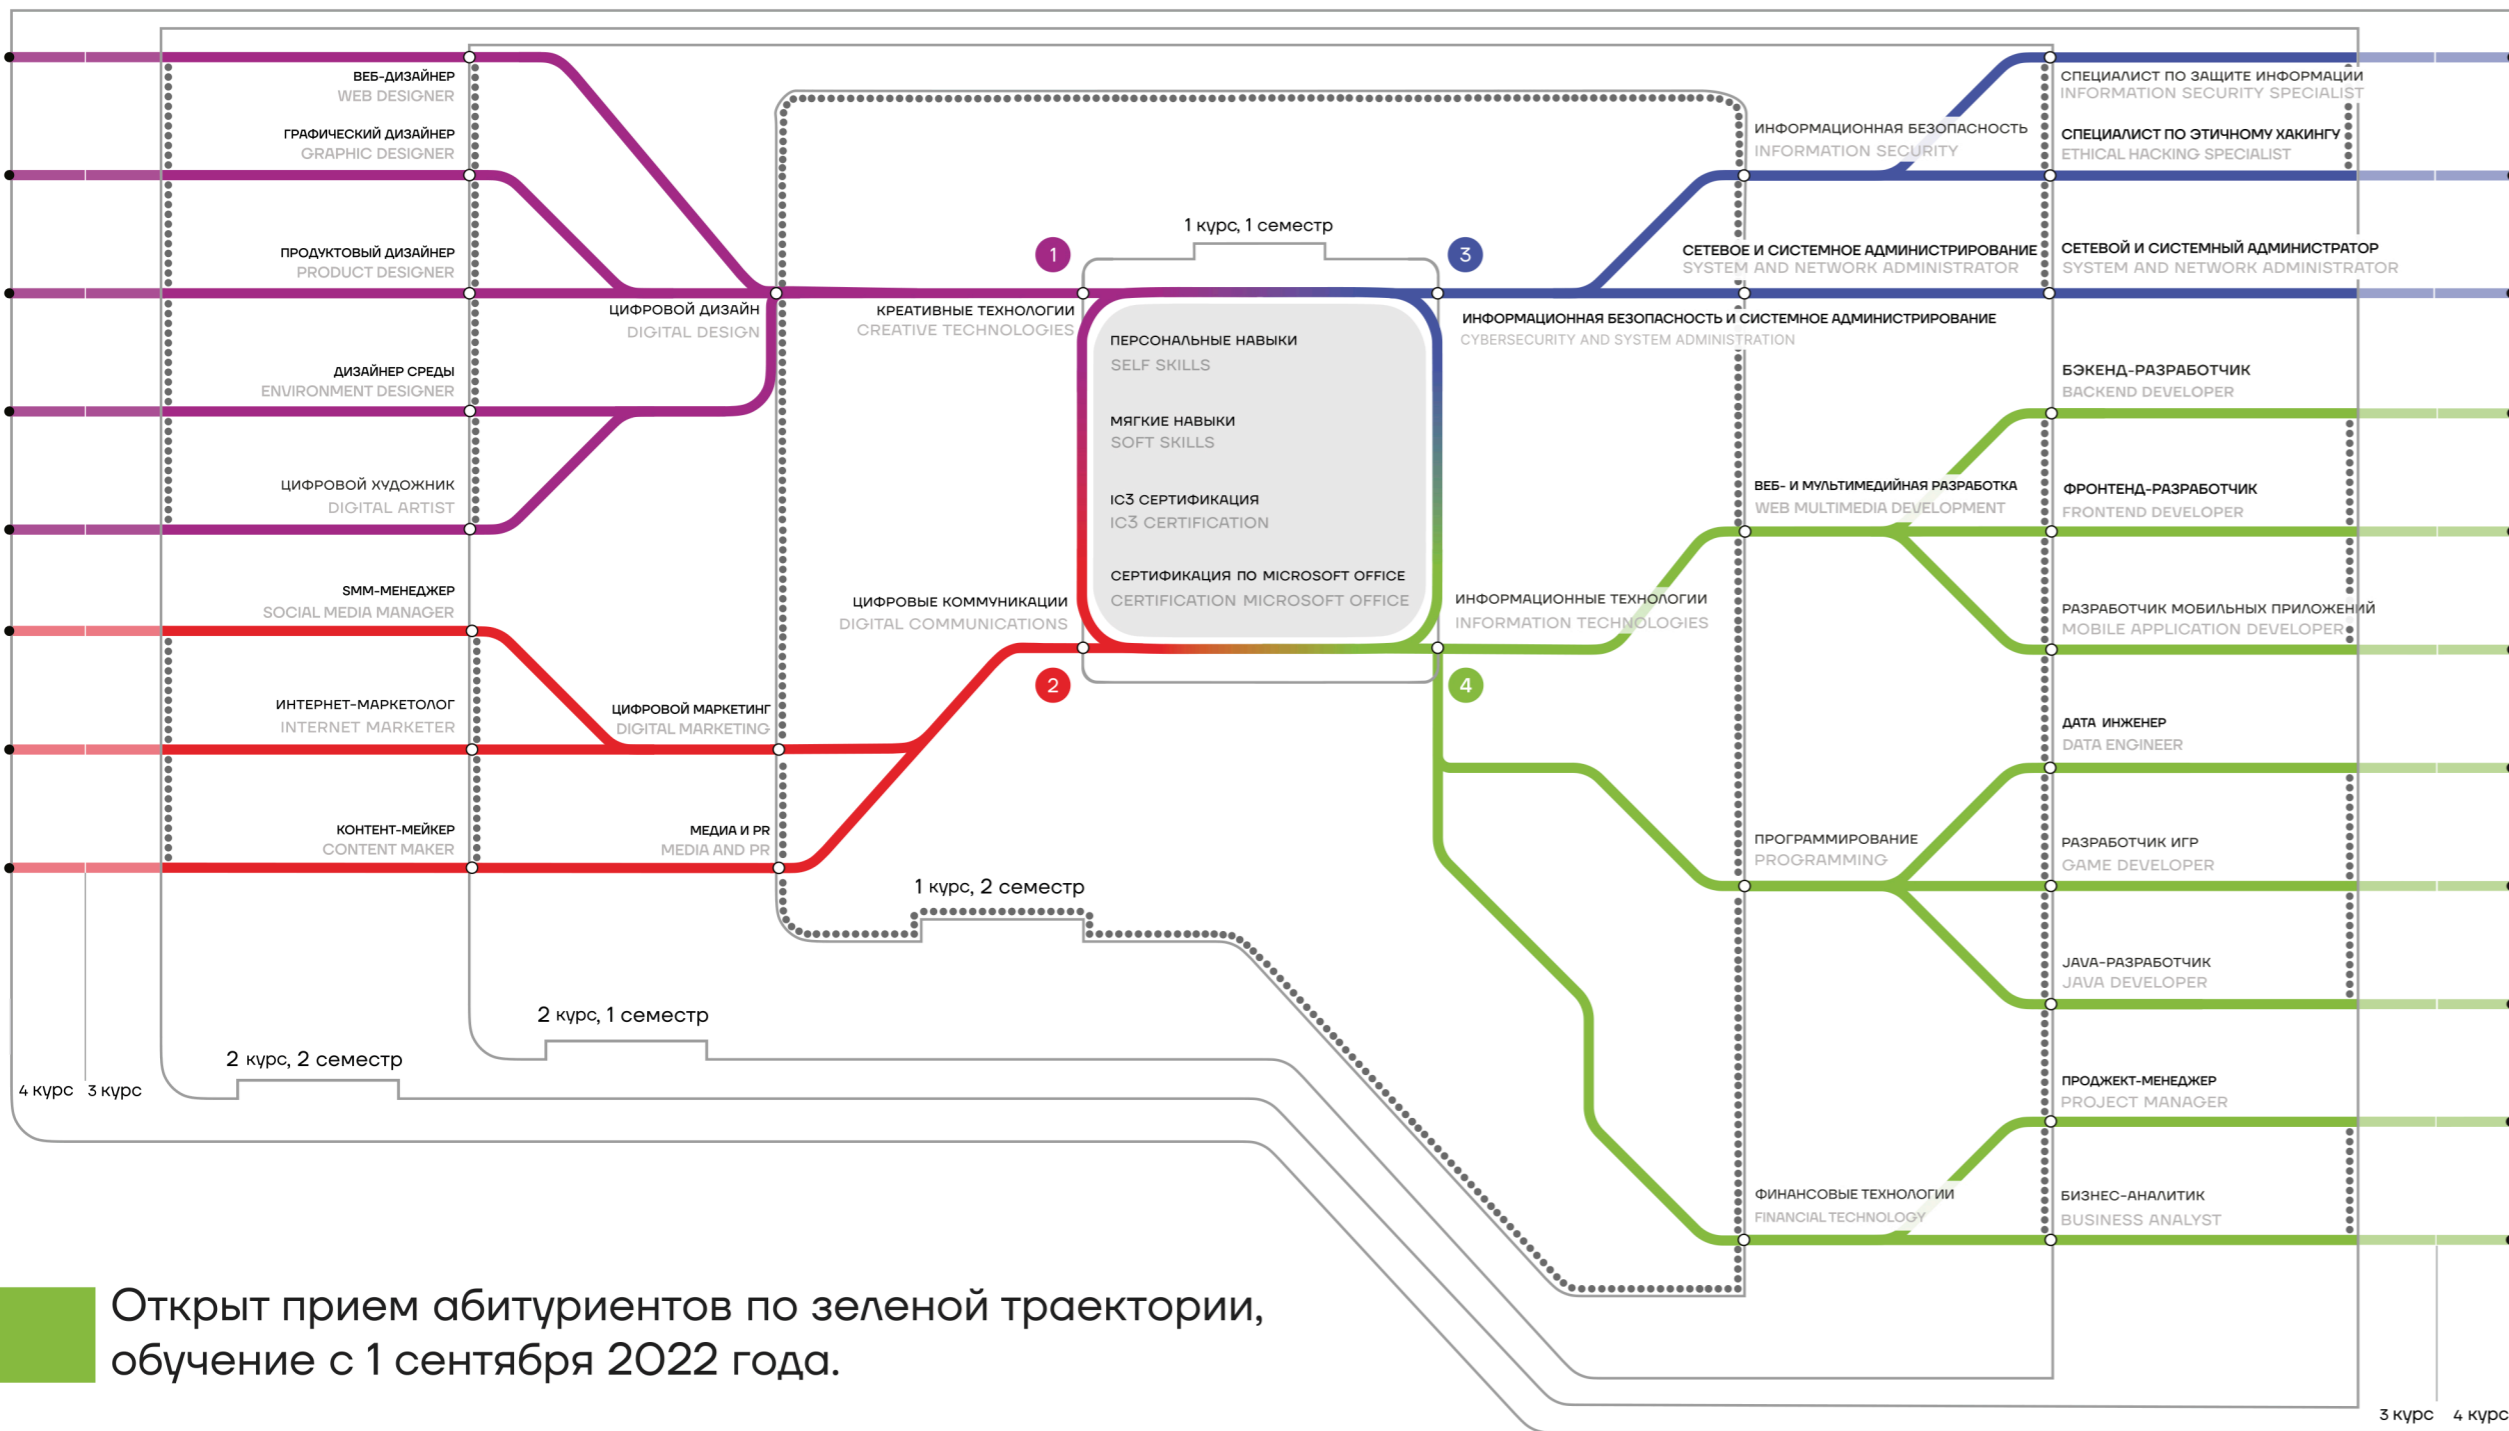 ВЕБ-ДИЗАЙНЕР
WEB DESIGNER
ГРАФИЧЕСКИЙ ДИЗАЙНЕР
GRAPHIC DESIGNER
ПРОДУКТОВЫЙ ДИЗАЙНЕР
PRODUCT DESIGNER
ДИЗАЙНЕР СРЕДЫ
ENVIRONMENT DESIGNER
ЦИФРОВОЙ ХУДОЖНИК
DIGITAL ARTIST
SMM-МЕНЕДЖЕР
SOCIAL MEDIA MANAGER
ИНТЕРНЕТ-МАРКЕТОЛОГ
INTERNET MARKETER
КОНТЕНТ-МЕЙКЕР
CONTENT MAKER
ЦИФРОВОЙ ДИЗАЙН
DIGITAL DESIGN
ЦИФРОВОЙ МАРКЕТИНГ
DIGITAL MARKETING
МЕДИА И PR
MEDIA AND PR
1
КРЕАТИВНЫЕ ТЕХНОЛОГИИ
CREATIVE TECHNOLOGIES
ЦИФРОВЫЕ КОММУНИКАЦИИ
DIGITAL COMMUNICATIONS
2
1 курс, 1 семестр
ПЕРСОНАЛЬНЫЕ НАВЫКИ
SELF SKILLS
МЯГКИЕ НАВЫКИ
SOFT SKILLS
IC3 СЕРТИФИКАЦИЯ
IC3 CERTIFICATION
СЕРТИФИКАЦИЯ ПО MICROSOFT OFFICE
CERTIFICATION MICROSOFT OFFICE
3
ИНФОРМАЦИОННАЯ БЕЗОПАСНОСТЬ И СИСТЕМНОЕ АДМИНИСТРИРОВАНИЕ
CYBERSECURITY AND SYSTEM ADMINISTRATION
ИНФОРМАЦИОННЫЕ ТЕХНОЛОГИИ
INFORMATION TECHNOLOGIES
4
ИНФОРМАЦИОННАЯ БЕЗОПАСНОСТЬ
INFORMATION SECURITY
СЕТЕВОЕ И СИСТЕМНОЕ АДМИНИСТРИРОВАНИЕ
SYSTEM AND NETWORK ADMINISTRATOR
ВЕБ- И МУЛЬТИМЕДИЙНАЯ РАЗРАБОТКА
WEB MULTIMEDIA DEVELOPMENT
ПРОГРАММИРОВАНИЕ
PROGRAMMING
ФИНАНСОВЫЕ ТЕХНОЛОГИИ
FINANCIAL TECHNOLOGY
СПЕЦИАЛИСТ ПО ЗАЩИТЕ ИНФОРМАЦИИ
INFORMATION SECURITY SPECIALIST
СПЕЦИАЛИСТ ПО ЭТИЧНОМУ ХАКИНГУ
ETHICAL HACKING SPECIALIST
СЕТЕВОЙ И СИСТЕМНЫЙ АДМИНИСТРАТОР
SYSTEM AND NETWORK ADMINISTRATOR
БЭКЕНД-РАЗРАБОТЧИК
BACKEND DEVELOPER
ФРОНТЕНД-РАЗРАБОТЧИК
FRONTEND DEVELOPER
РАЗРАБОТЧИК МОБИЛЬНЫХ ПРИЛОЖЕНИЙ
MOBILE APPLICATION DEVELOPER
ДАТА ИНЖЕНЕР
DATA ENGINEER
РАЗРАБОТЧИК ИГР
GAME DEVELOPER
JAVA-РАЗРАБОТЧИК
JAVA DEVELOPER
ПРОДЖЕКТ-МЕНЕДЖЕР
PROJECT MANAGER
БИЗНЕС-АНАЛИТИК
BUSINESS ANALYST
1 курс, 2 семестр
2 курс, 1 семестр
2 курс, 2 семестр
4 курс 3 курс
Открыт прием абитуриентов по зеленой траектории,
обучение с 1 сентября 2022 года.
3 курс 4 курс